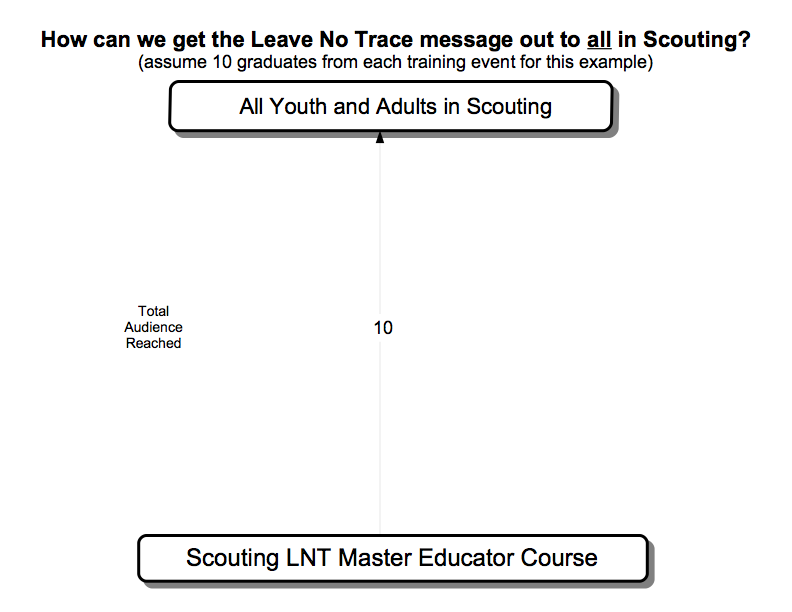 How can we get the Leave No Trace message out to all in Scouting?
(assume 10 graduates from each training event for this example)
All Youth and Adults in Scouting
Total
Audience
Reached
10
Scouting LNT Master Educator Course